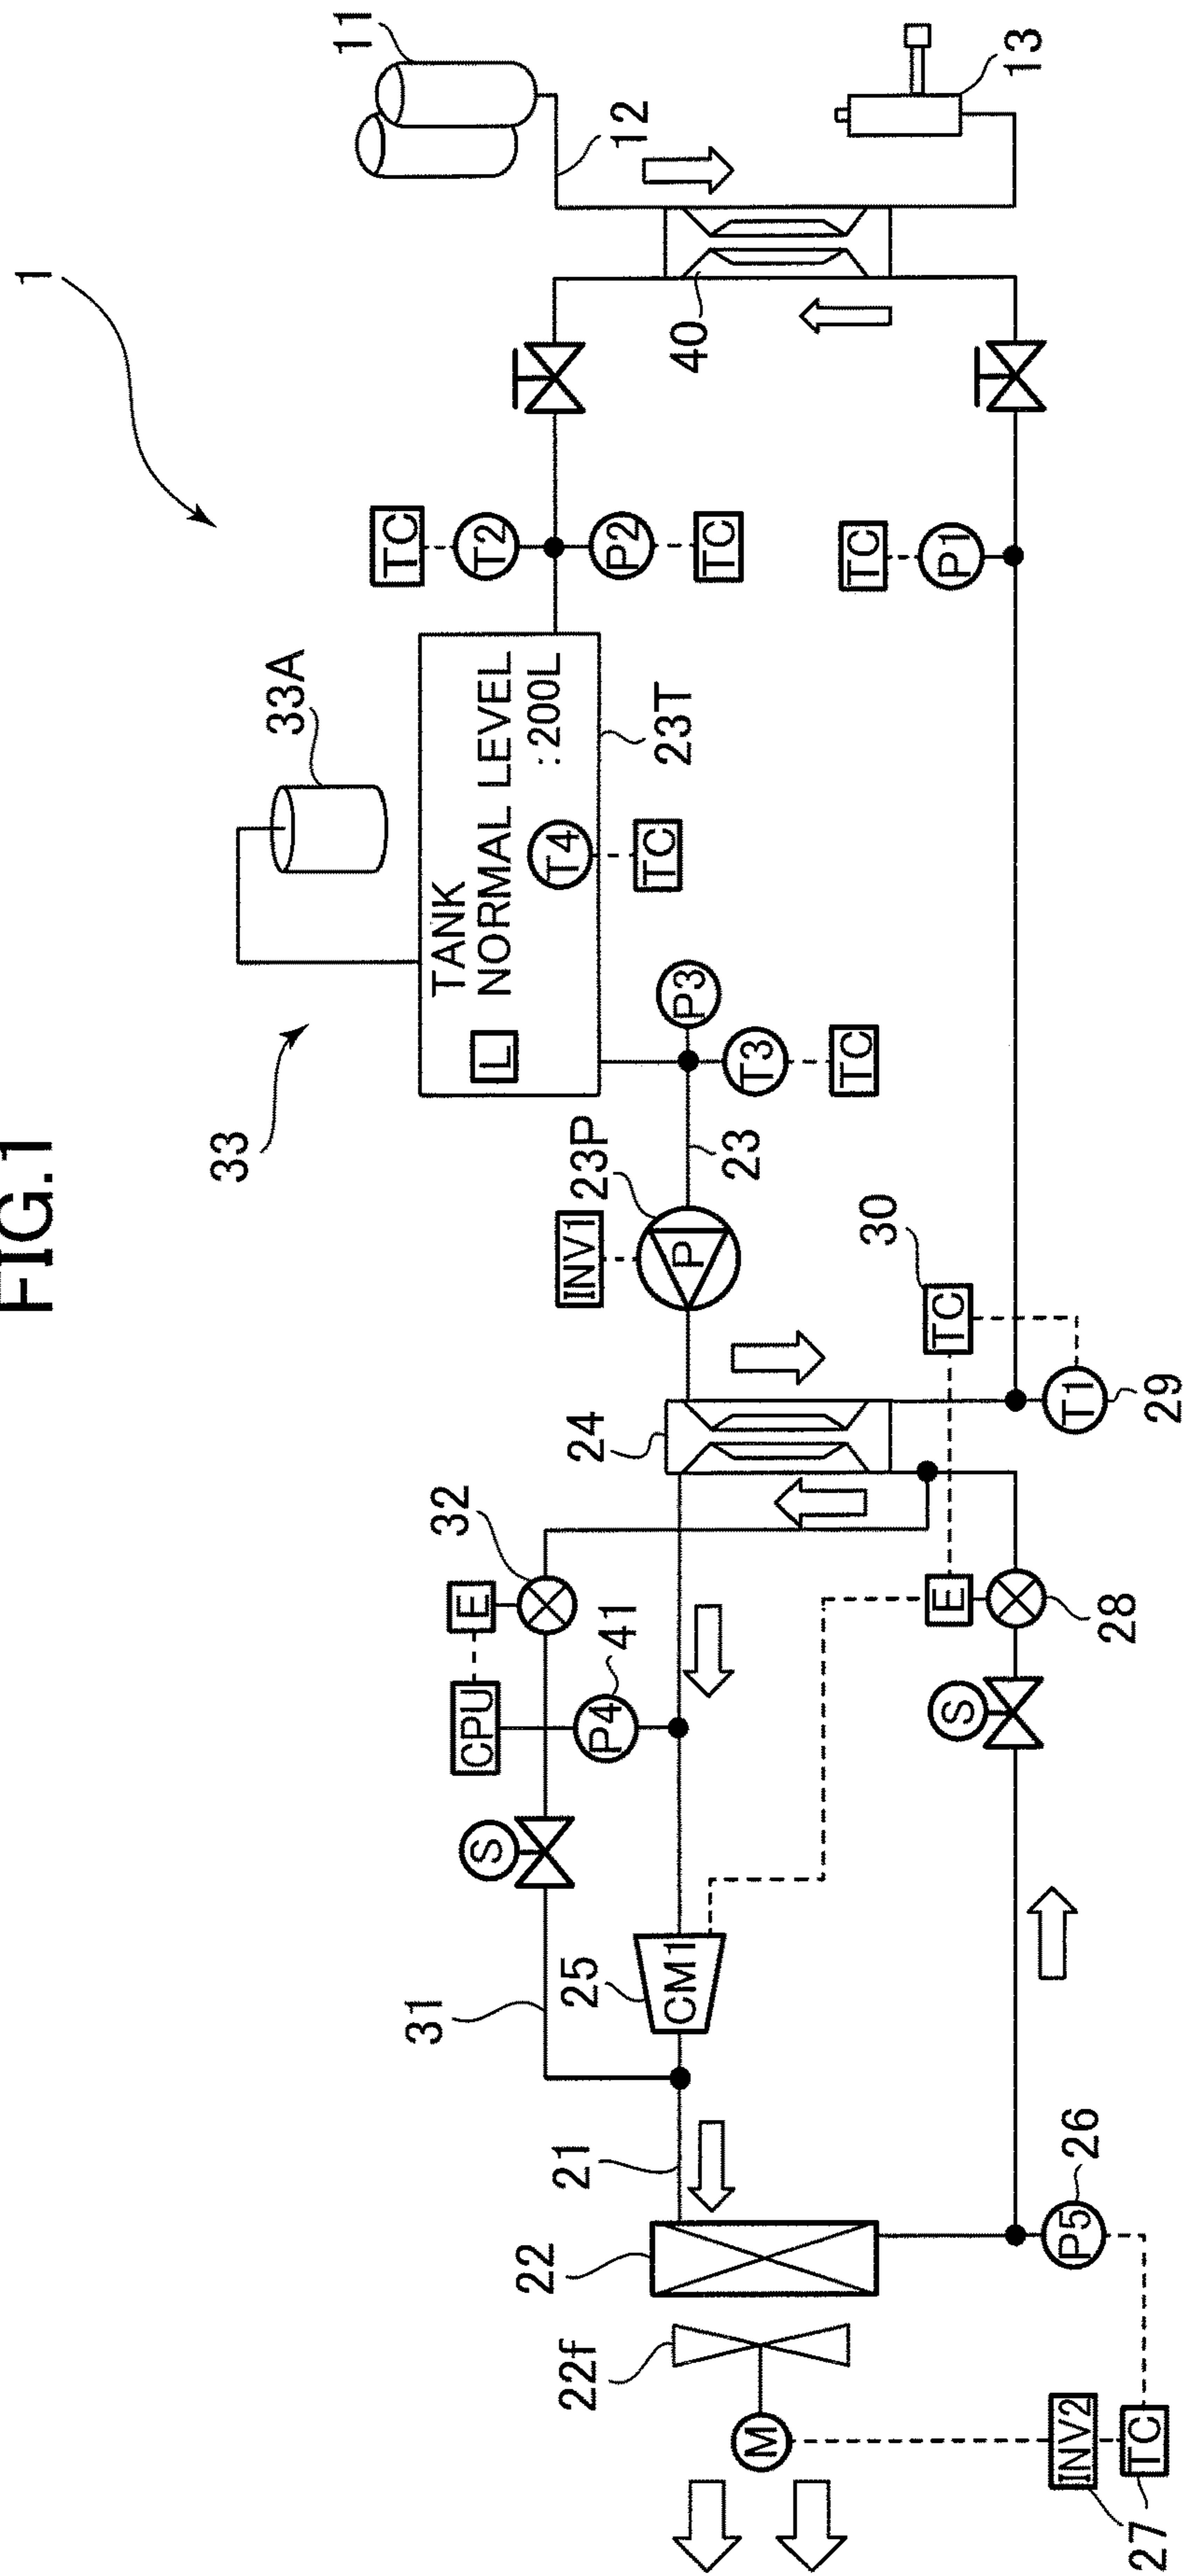 FIG.1
1
11
12
13
40
33
33A
TC
T2
P2
TC
TC
P1
TANK
NORMAL LEVEL
:200L
L
T4
TC
23T
P3
T3
TC
23P
INV1
P
23
24
30
TC
T1
29
32
E
CPU
P4
41
E
28
S
S
31
25
CM1
21
22
22f
M
P5
26
INV2
TC
27